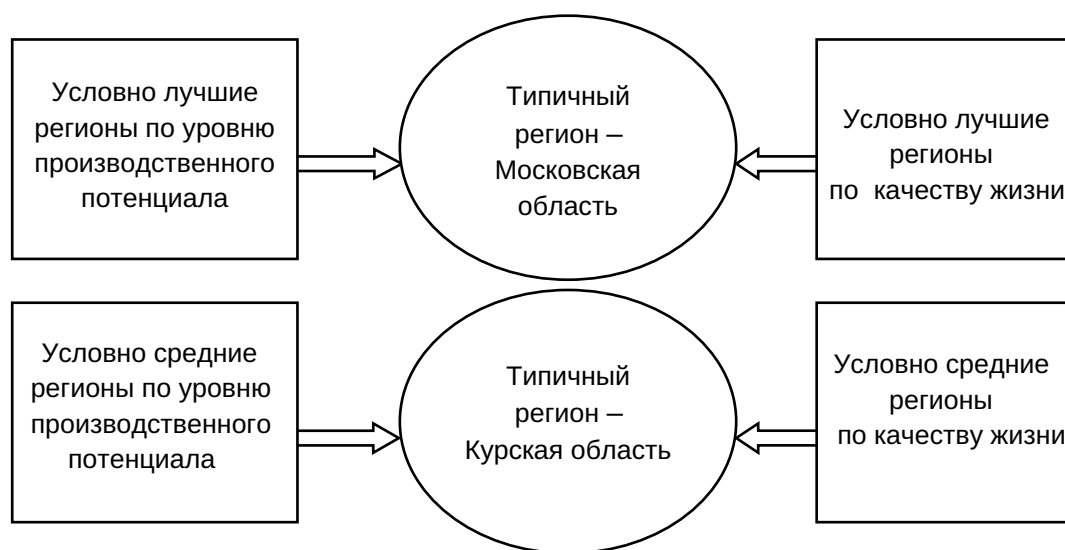 Условно лучшие
регионы по уровню
производственного
потенциала
Типичный
регион –
Московская
область
Условно лучшие
регионы
по качеству жизни
Условно средние
регионы по уровню
производственного
потенциала
Типичный
регион –
Курская область
Условно средние
регионы
по качеству жизни